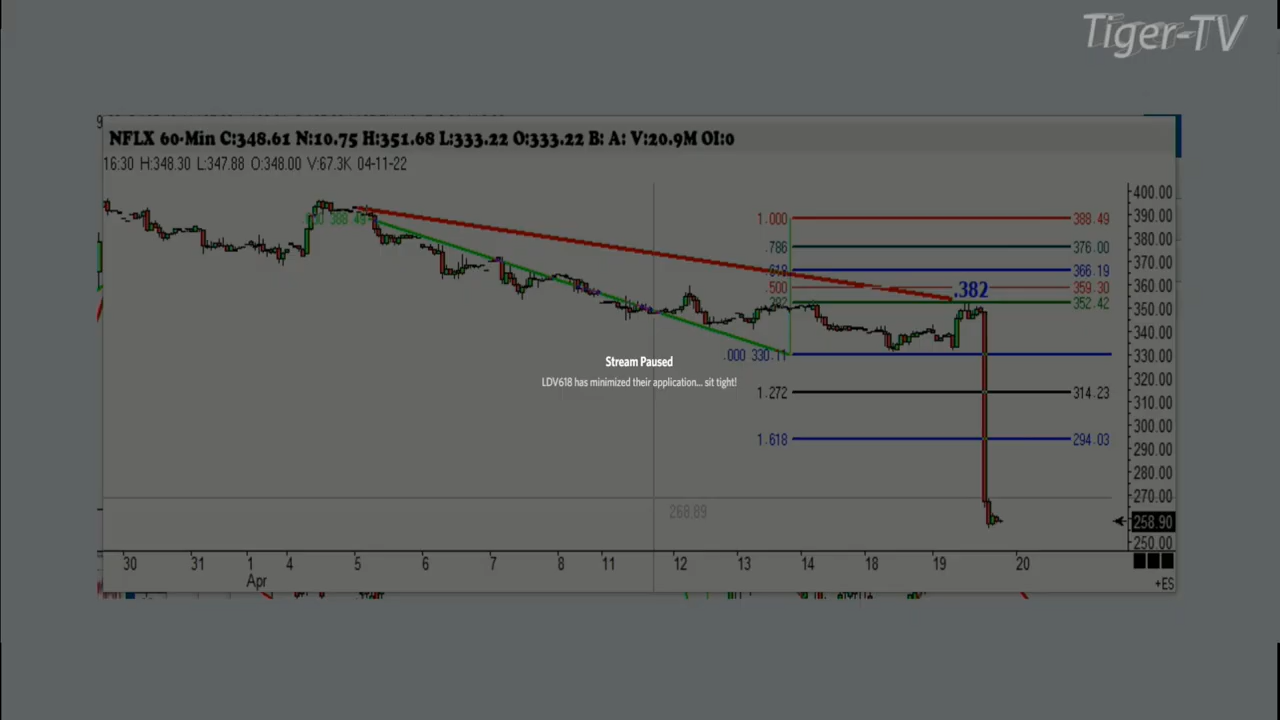 Tiger-TV
NFLX 60-Min C:348.61 N:10.75 H:351.68 L:333.22 O:333.22 B: A: V:20.9M OI:0
16:30 H:348.30 L:347.88 O:348.00 V:67.3K 04-11-22
400.00
1.000 388.49 390.00
380.00
.786 376.00
370.00
.618 366.19
360.00
.500 .382 359.30
352.42
350.00
340.00
.000 330.11 330.00
Stream Paused
LDV618 has minimized their application... sit tight!
320.00
1.272 314.23
310.00
300.00
1.618 294.03
290.00
280.00
270.00
268.89
258.90
250.00
30 31 1 4 5 6 7 8 11 12 13 14 18 19 20
Apr
+ES